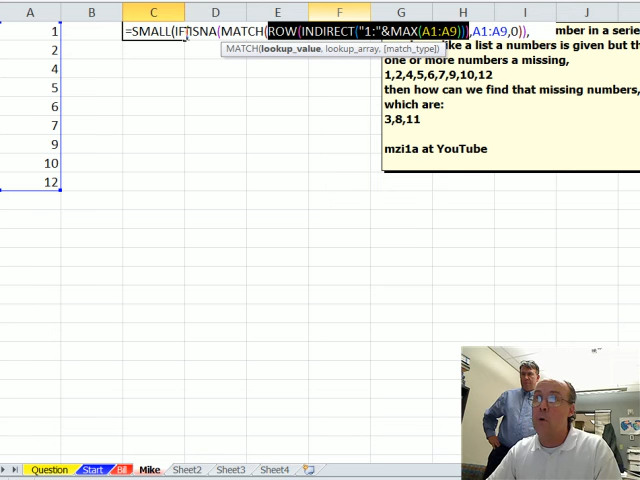 A B C D E F G H I J
1 =SMALL(IF(ISNA(MATCH(ROW(INDIRECT("1:"&MAX(A1:A9))),A1:A9,0)), mber in a series
MATCH(lookup_value, lookup_array, [match_type])
2 like a list a numbers is given but th
4 one or more numbers a missing,
5 1,2,4,5,6,7,9,10,12
6 then how can we find that missing numbers,
7 which are:
9 3,8,11
10 mzi1a at YouTube
12
Question Start Bill Mike Sheet2 Sheet3 Sheet4